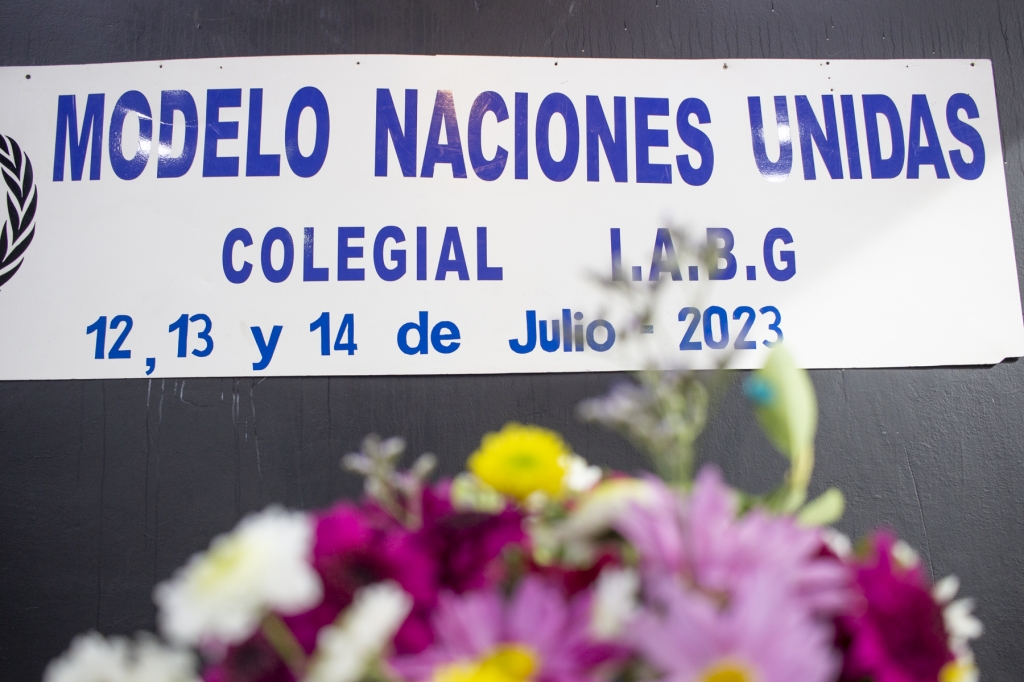 MODELO NACIONES UNIDAS
COLEGIAL I.A.B.G
12, 13 y 14 de Julio - 2023